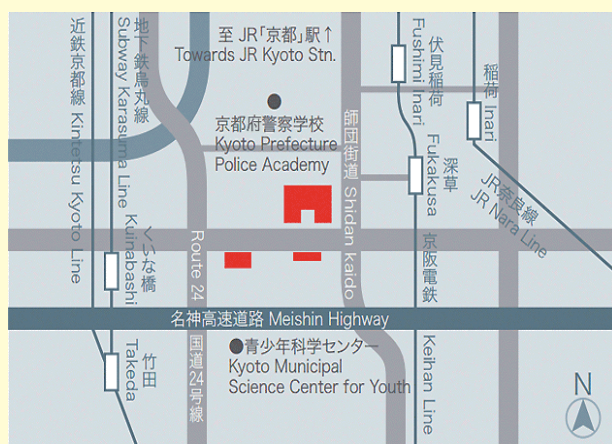 至 JR「京都」駅↑
Towards JR Kyoto Stn.
近鉄京都線 Kintetsu Kyoto Line
地下鉄烏丸線
Subway Karasuma Line
伏見稲荷
Fushimi Inari
稲荷 Inari
京都府警察学校
Kyoto Prefecture
Police Academy
師団街道 Shidan kaido
深草
Fukakusa
JR奈良線
JR Nara Line
くいな橋
Kuinabashi
Route 24
国道24号線
京阪電鉄
Keihan Line
名神高速道路 Meishin Highway
竹田
Takeda
青少年科学センター
Kyoto Municipal
Science Center for Youth
N